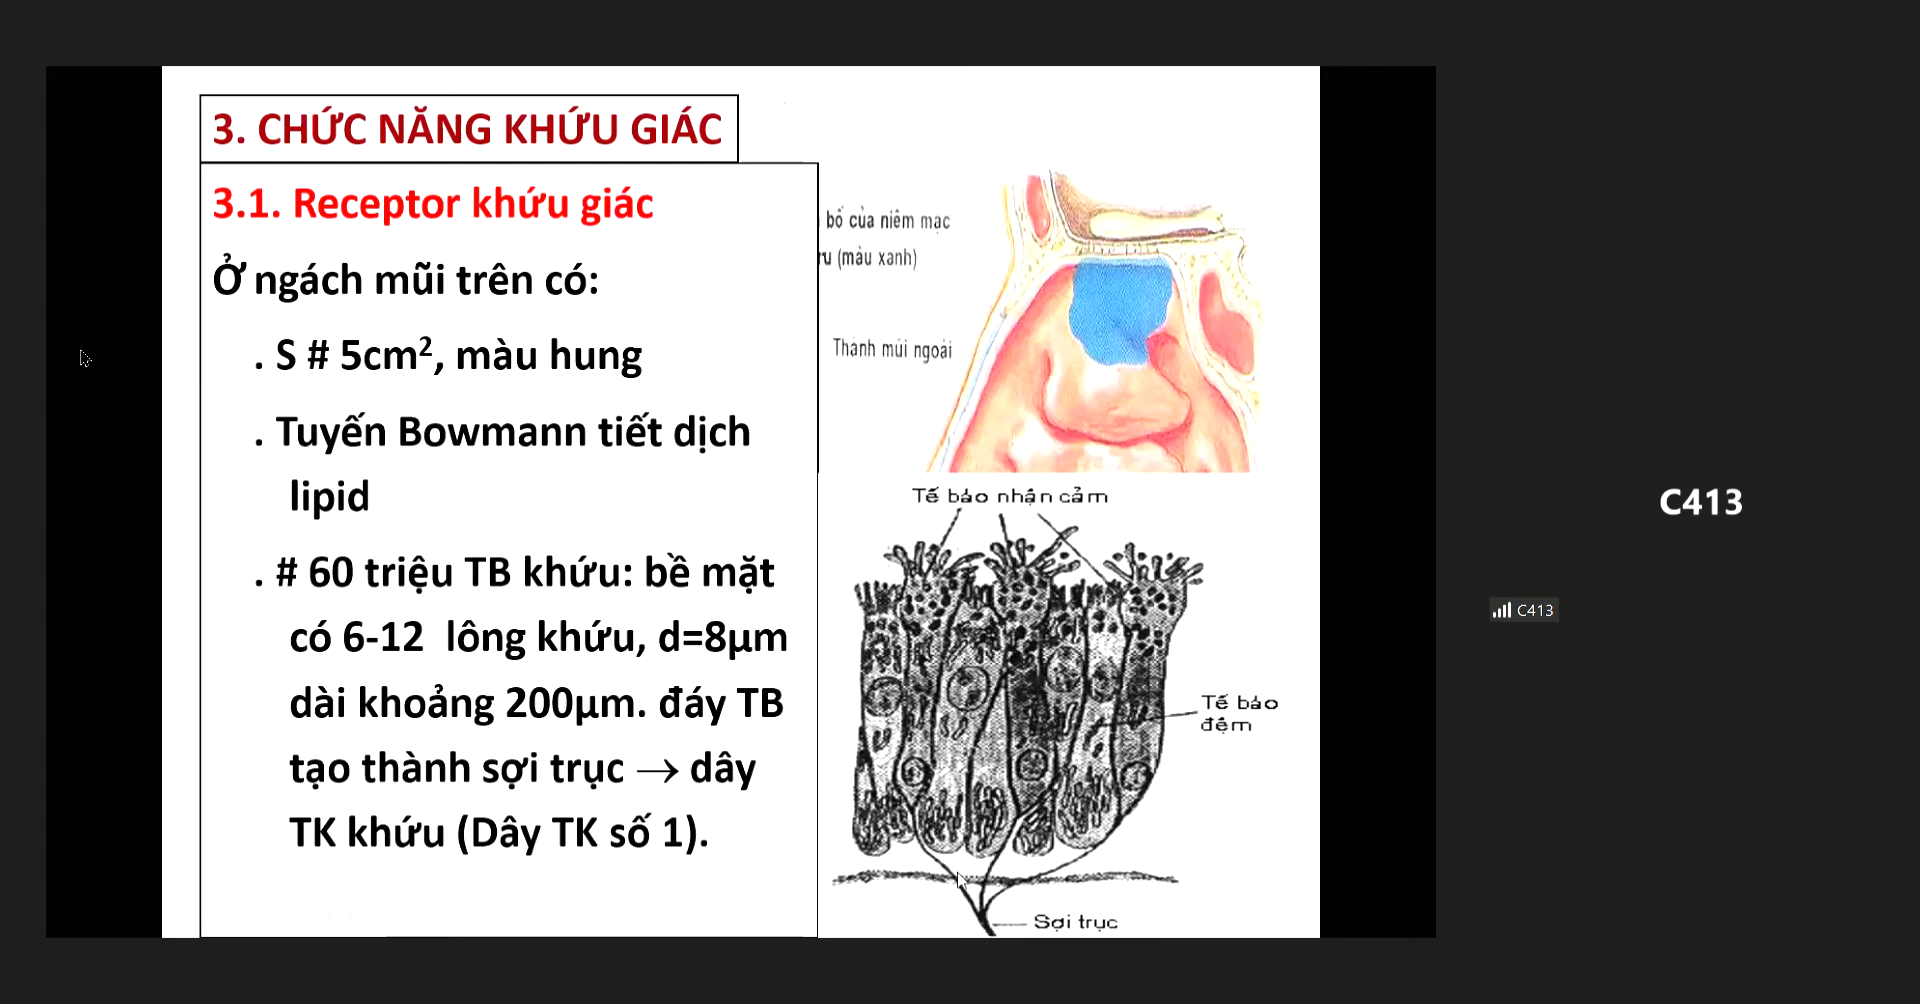 3. CHỨC NĂNG KHỨU GIÁC
3.1. Receptor khứu giác
Ở ngách mũi trên có:
. S # 5cm², màu hung
. Tuyến Bowmann tiết dịch
lipid
. # 60 triệu TB khứu: bề mặt
có 6-12 lông khứu, d=8µm
dài khoảng 200µm. đáy TB
tạo thành sợi trục → dây
TK khứu (Dây TK số 1).
bố của niêm mạc
(màu xanh)
Thành mũi ngoài
Tế bào nhận cảm
Tế bào
đệm
Sợi trục
C413
C413